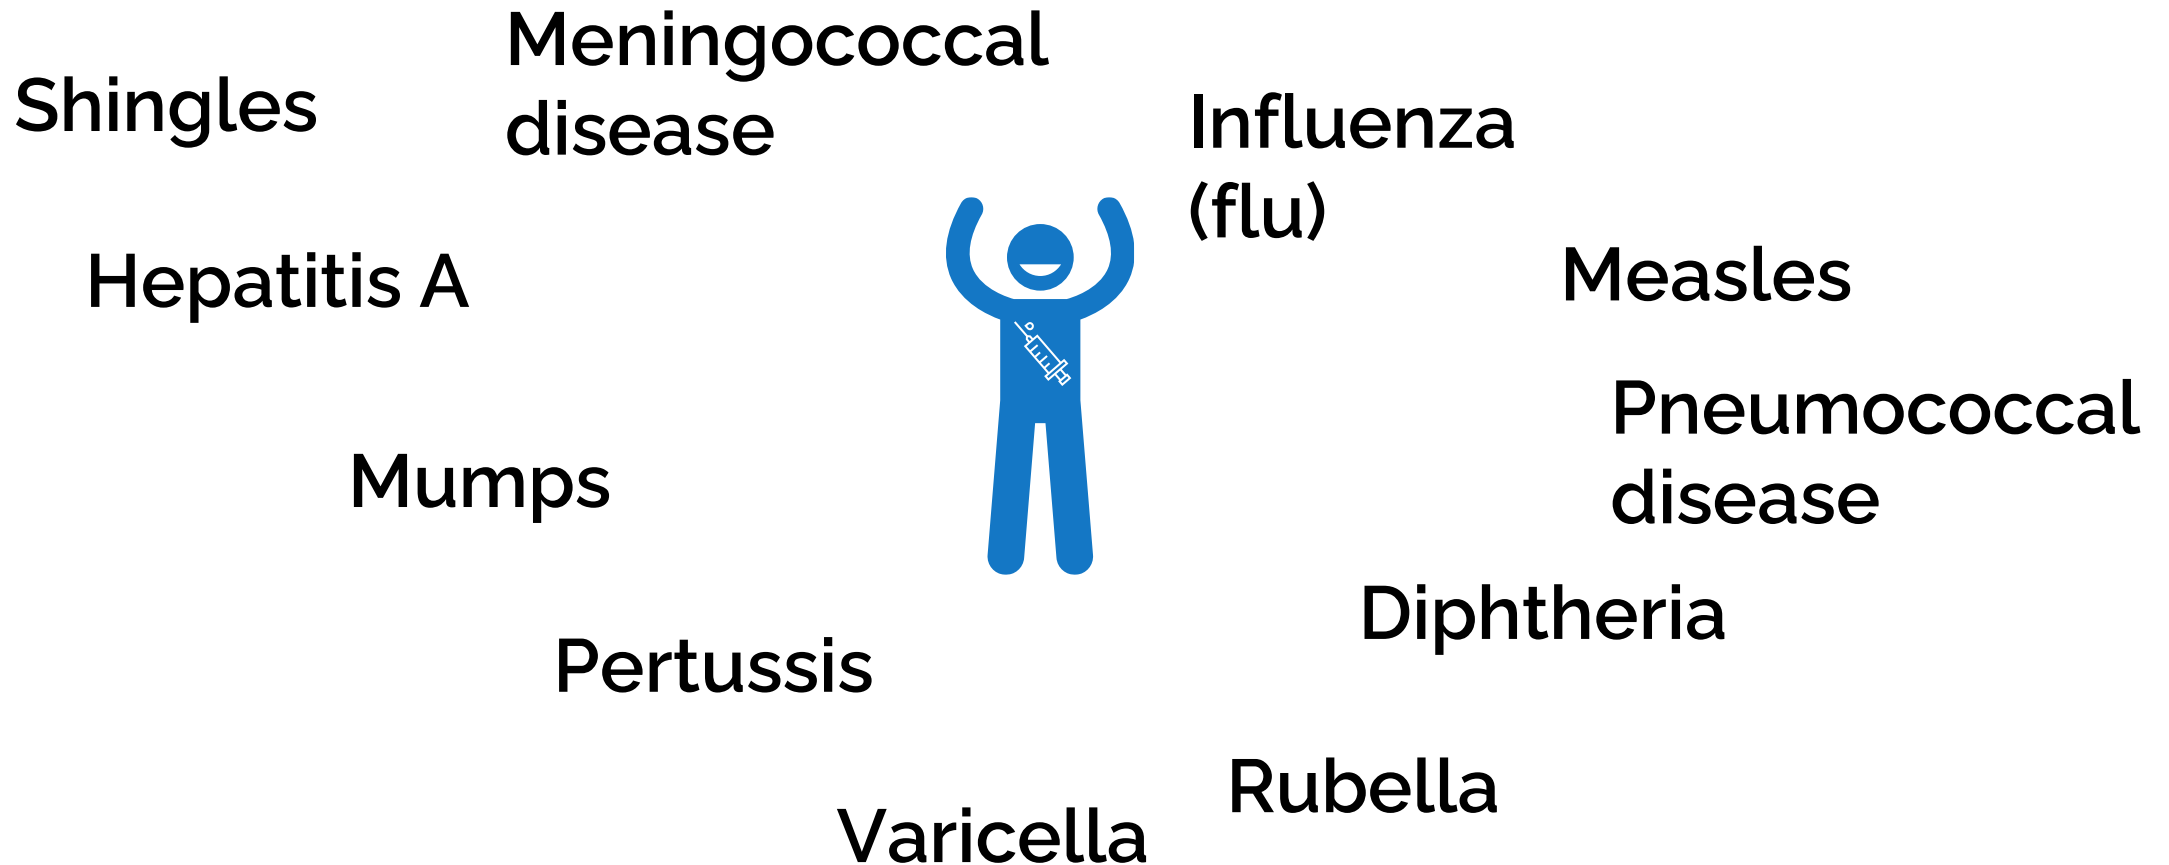 Meningococcal
disease
Shingles
Influenza
(flu)
Hepatitis A
Measles
Pneumococcal
disease
Mumps
Diphtheria
Pertussis
Rubella
Varicella